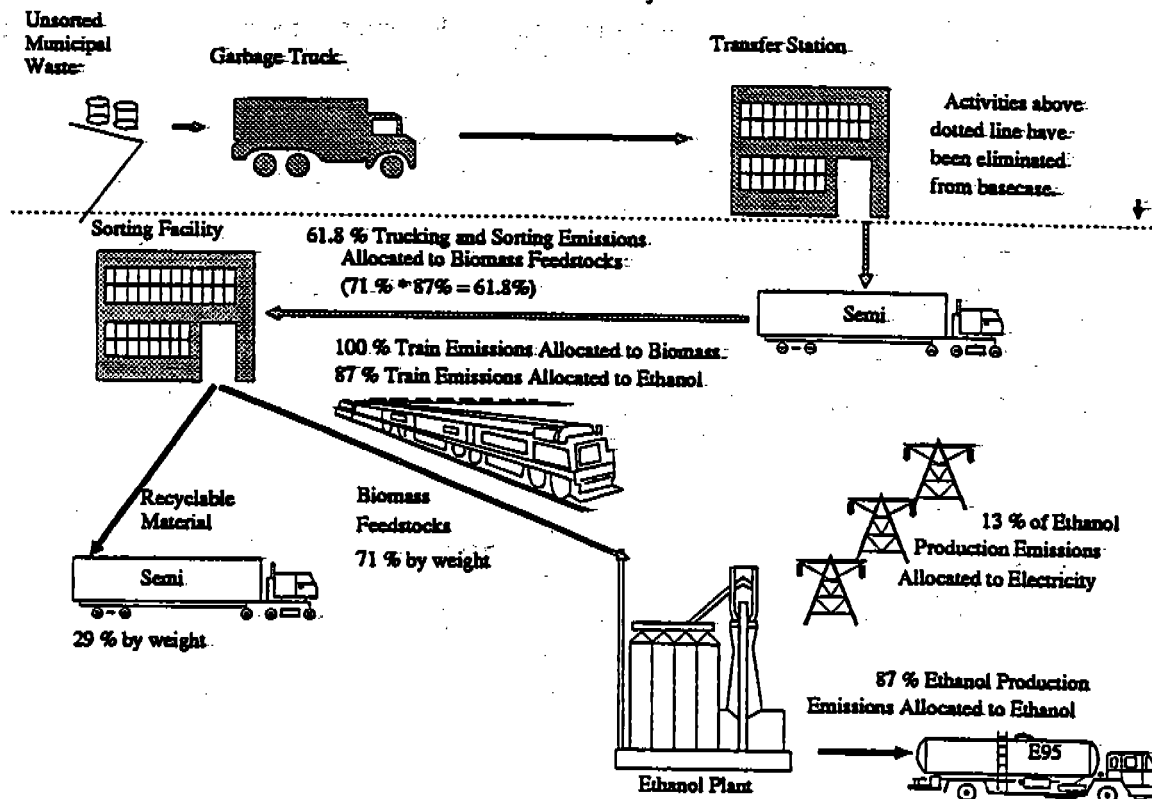 Unsorted
Municipal
Waste
Garbage Truck
Transfer Station
Activities above
dotted line have
been eliminated
from basecase.
Sorting Facility
61.8 % Trucking and Sorting Emissions
Allocated to Biomass Feedstocks
(71 % * 87% = 61.8%)
Semi
100 % Train Emissions Allocated to Biomass
87 % Train Emissions Allocated to Ethanol
Recyclable
Material
Biomass
Feedstocks
71 % by weight
Semi
29 % by weight
13 % of Ethanol
Production Emissions
Allocated to Electricity
87 % Ethanol Production
Emissions Allocated to Ethanol
E95
Ethanol Plant